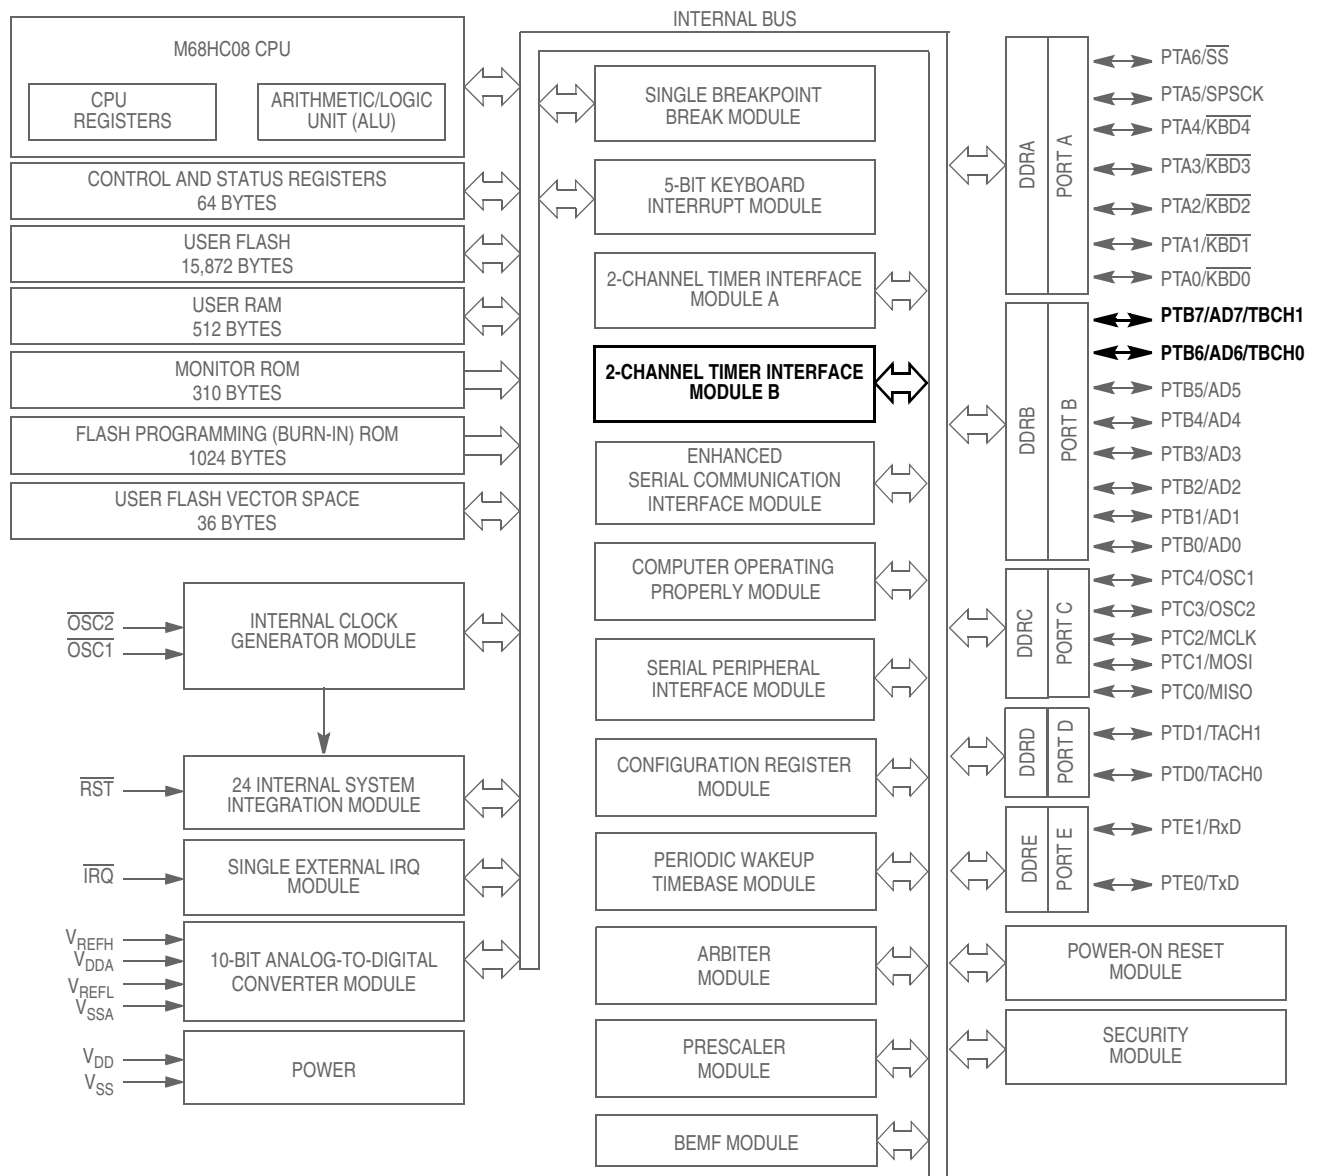 INTERNAL BUS
M68HC08 CPU
CPU
REGISTERS
ARITHMETIC/LOGIC
UNIT (ALU)
CONTROL AND STATUS REGISTERS
64 BYTES
USER FLASH
15,872 BYTES
USER RAM
512 BYTES
MONITOR ROM
310 BYTES
FLASH PROGRAMMING (BURN-IN) ROM
1024 BYTES
USER FLASH VECTOR SPACE
36 BYTES
OSC2
OSC1
INTERNAL CLOCK
GENERATOR MODULE
RST
24 INTERNAL SYSTEM
INTEGRATION MODULE
IRQ
SINGLE EXTERNAL IRQ
MODULE
VREFH
VDDA
VREFL
VSSA
10-BIT ANALOG-TO-DIGITAL
CONVERTER MODULE
VDD
VSS
POWER
SINGLE BREAKPOINT
BREAK MODULE
5-BIT KEYBOARD
INTERRUPT MODULE
2-CHANNEL TIMER INTERFACE
MODULE A
2-CHANNEL TIMER INTERFACE
MODULE B
ENHANCED
SERIAL COMMUNICATION
INTERFACE MODULE
COMPUTER OPERATING
PROPERLY MODULE
SERIAL PERIPHERAL
INTERFACE MODULE
CONFIGURATION REGISTER
MODULE
PERIODIC WAKEUP
TIMEBASE MODULE
ARBITER
MODULE
PRESCALER
MODULE
BEMF MODULE
DDRA
PORT A
PTA6/SS
PTA5/SPSCK
PTA4/KBD4
PTA3/KBD3
PTA2/KBD2
PTA1/KBD1
PTA0/KBD0
DDRB
PORT B
PTB7/AD7/TBCH1
PTB6/AD6/TBCH0
PTB5/AD5
PTB4/AD4
PTB3/AD3
PTB2/AD2
PTB1/AD1
PTB0/AD0
DDRC
PORT C
PTC4/OSC1
PTC3/OSC2
PTC2/MCLK
PTC1/MOSI
PTC0/MISO
DDRD
PORT D
PTD1/TACH1
PTD0/TACH0
DDRE
PORT E
PTE1/RxD
PTE0/TxD
POWER-ON RESET
MODULE
SECURITY
MODULE